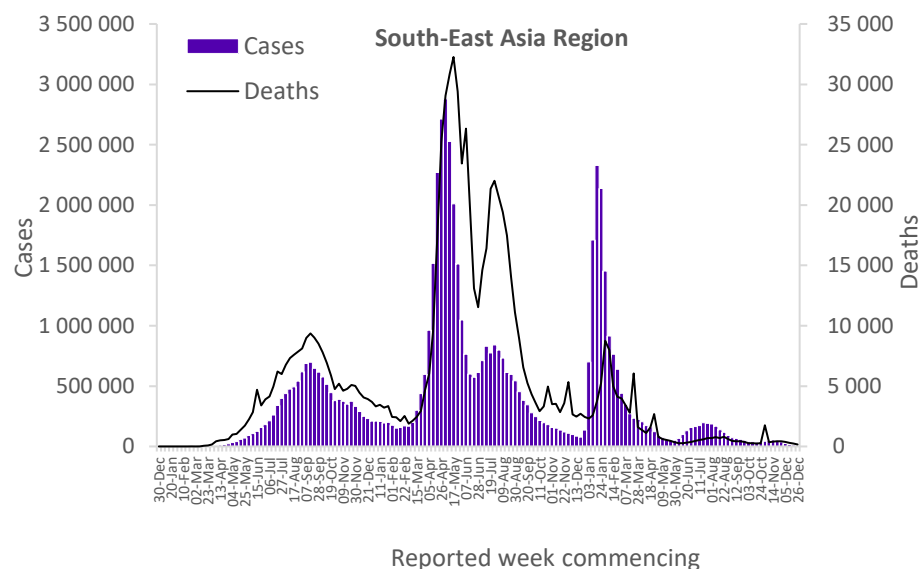 South-East Asia Region
Cases
Deaths
3 500 000
3 000 000
2 500 000
2 000 000
1 500 000
1 000 000
500 000
0
Cases
35 000
30 000
25 000
20 000
15 000
10 000
5 000
0
Deaths
30-Dec
20-Jan
10-Feb
02-Mar
23-Mar
13-Apr
04-May
25-May
15-Jun
06-Jul
27-Jul
17-Aug
07-Sep
28-Sep
19-Oct
09-Nov
30-Nov
21-Dec
11-Jan
01-Feb
22-Feb
15-Mar
05-Apr
26-Apr
17-May
07-Jun
28-Jun
19-Jul
09-Aug
30-Aug
20-Sep
11-Oct
01-Nov
22-Nov
13-Dec
03-Jan
24-Jan
14-Feb
07-Mar
28-Mar
18-Apr
09-May
30-May
20-Jun
11-Jul
01-Aug
22-Aug
12-Sep
03-Oct
24-Oct
14-Nov
05-Dec
26-Dec
Reported week commencing